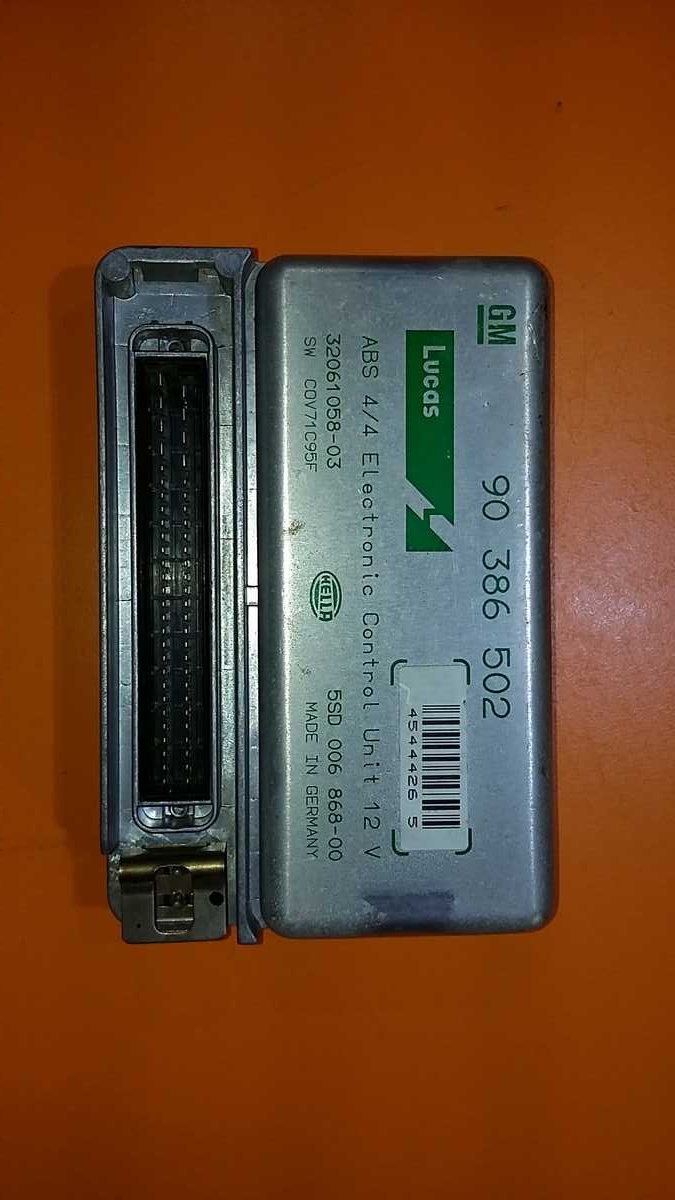 GM
90 386 502
Lucas
4544426 5
ABS 4/4 Electronic Control Unit 12 V
32061058-03
SW C0V71C95F
HELLA
5SD 006 868-00
MADE IN GERMANY